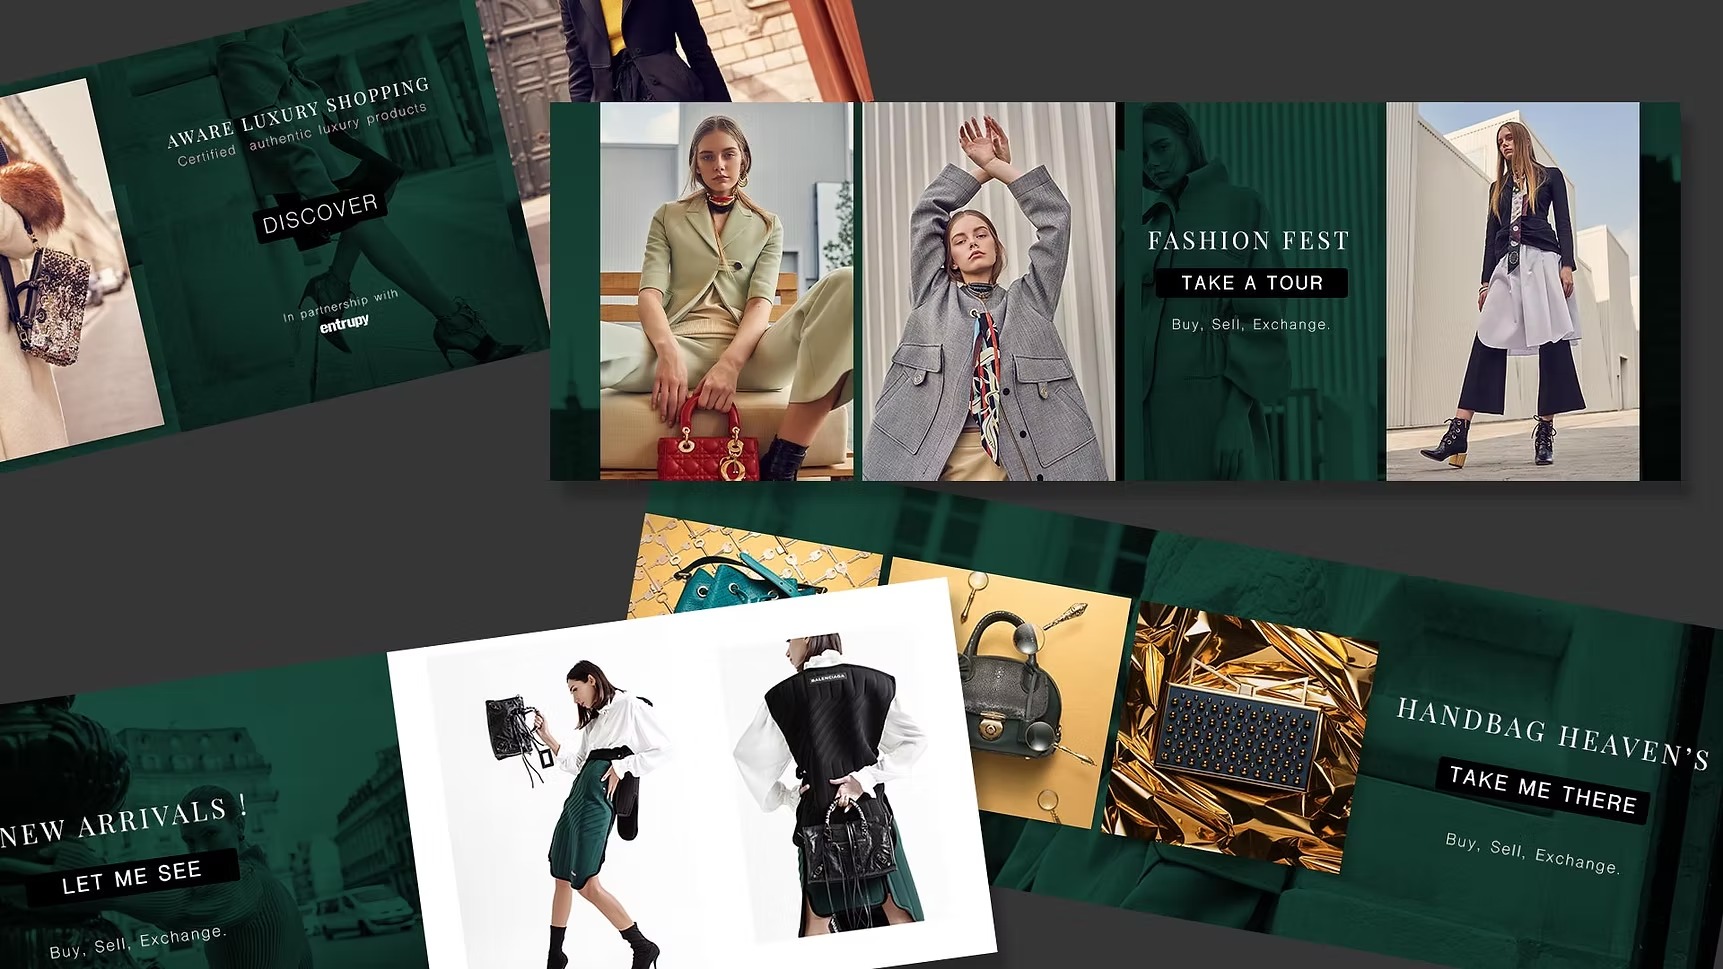 AWARE LUXURY SHOPPING
Certified authentic luxury products
DISCOVER
In partnership with
entrupy
FASHION FEST
TAKE A TOUR
Buy, Sell, Exchange.
HANDBAG HEAVEN'S
TAKE ME THERE
Buy, Sell, Exchange.
NEW ARRIVALS !
LET ME SEE
Buy, Sell, Exchange.
BALENCIAGA